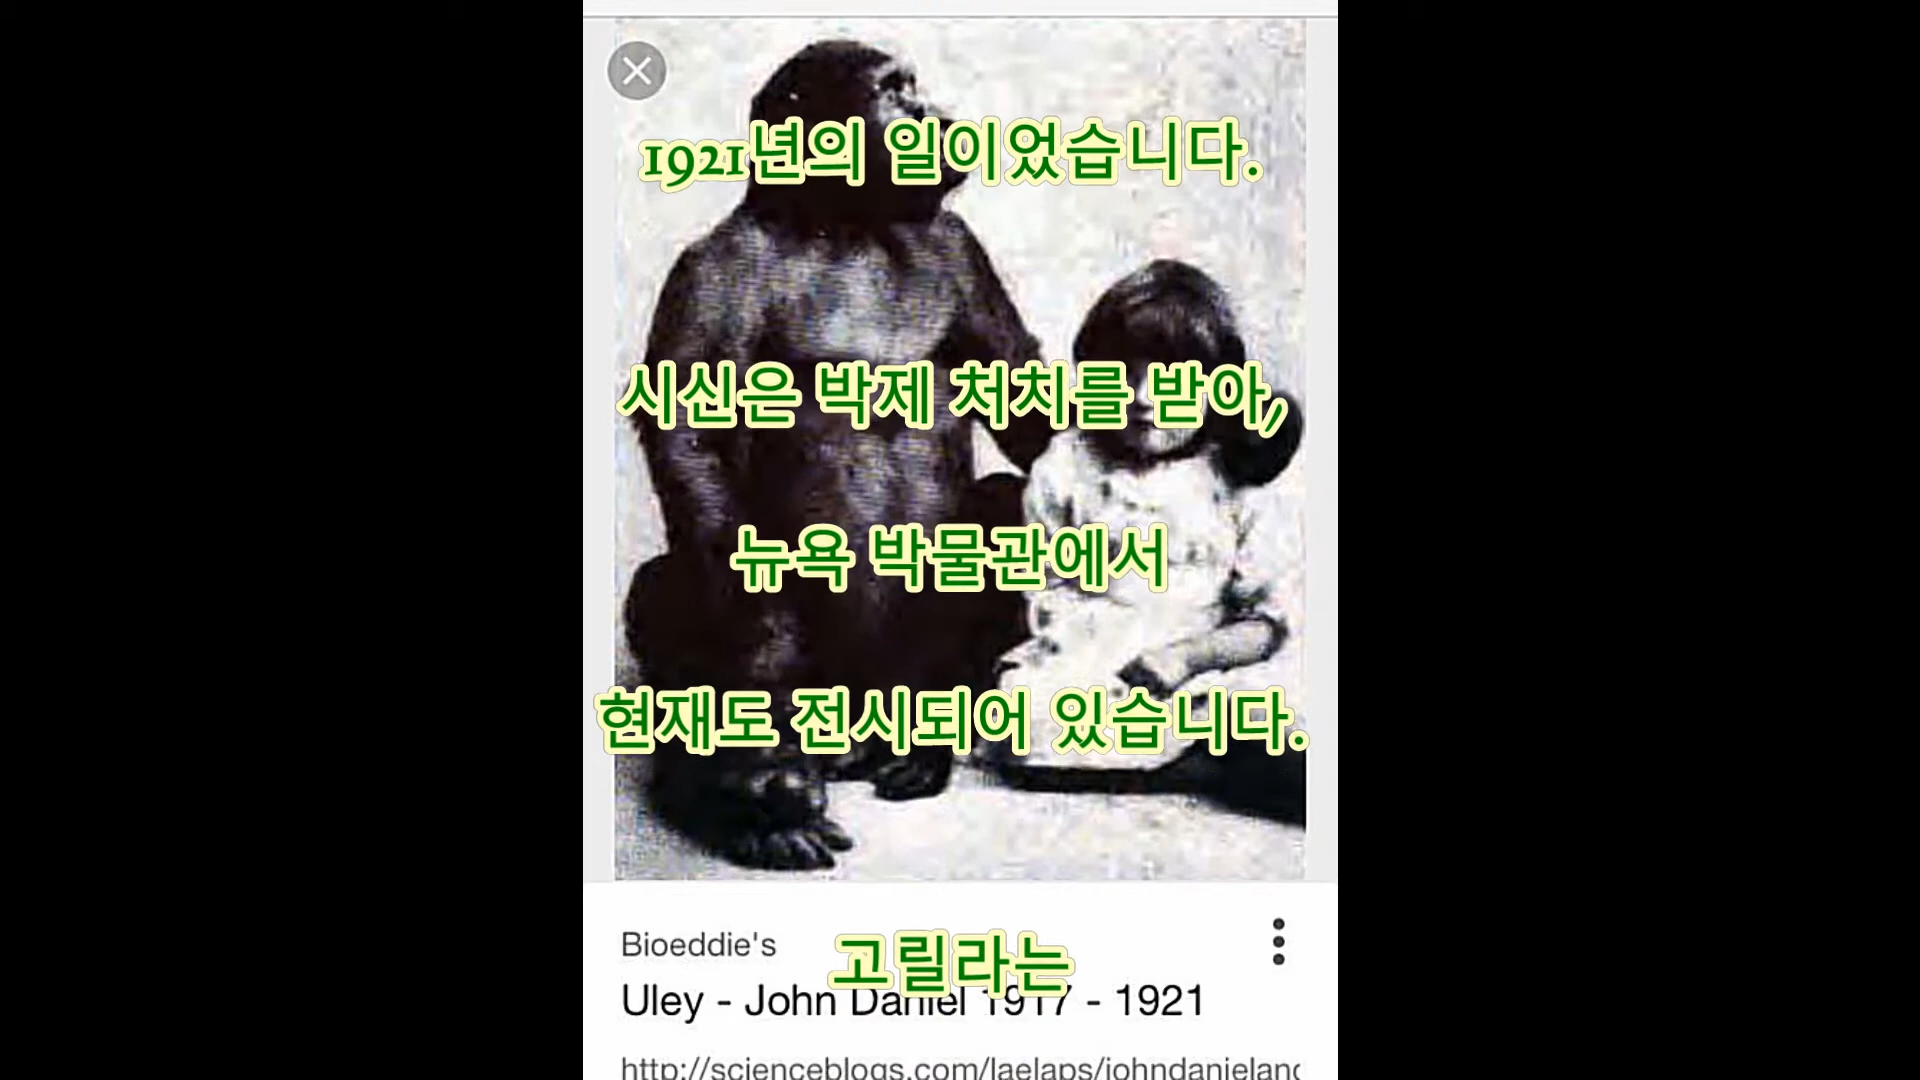 1921년의 일이었습니다.
시신은 박제 처치를 받아,
뉴욕 박물관에서
현재도 전시되어 있습니다.
Bioeddie's
고릴라는
Uley - John Daniel 1917 - 1921
http://scienceblogs.com/laelaps/johndanieland